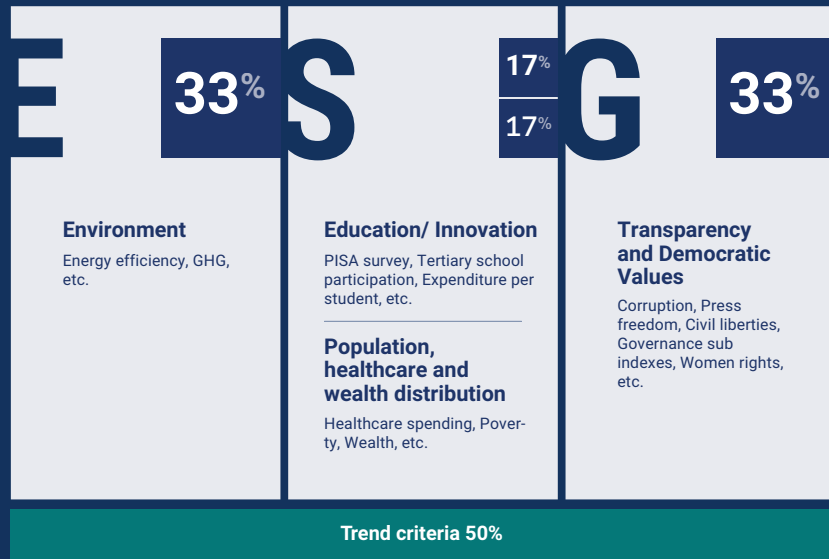 E
33%
Environment
Energy efficiency, GHG,
etc.
S
17%
17%
Education/ Innovation
PISA survey, Tertiary school
participation, Expenditure per
student, etc.
Population,
healthcare and
wealth distribution
Healthcare spending, Pover-
ty, Wealth, etc.
G
33%
Transparency
and Democratic
Values
Corruption, Press
freedom, Civil liberties,
Governance sub
indexes, Women rights,
etc.
Trend criteria 50%